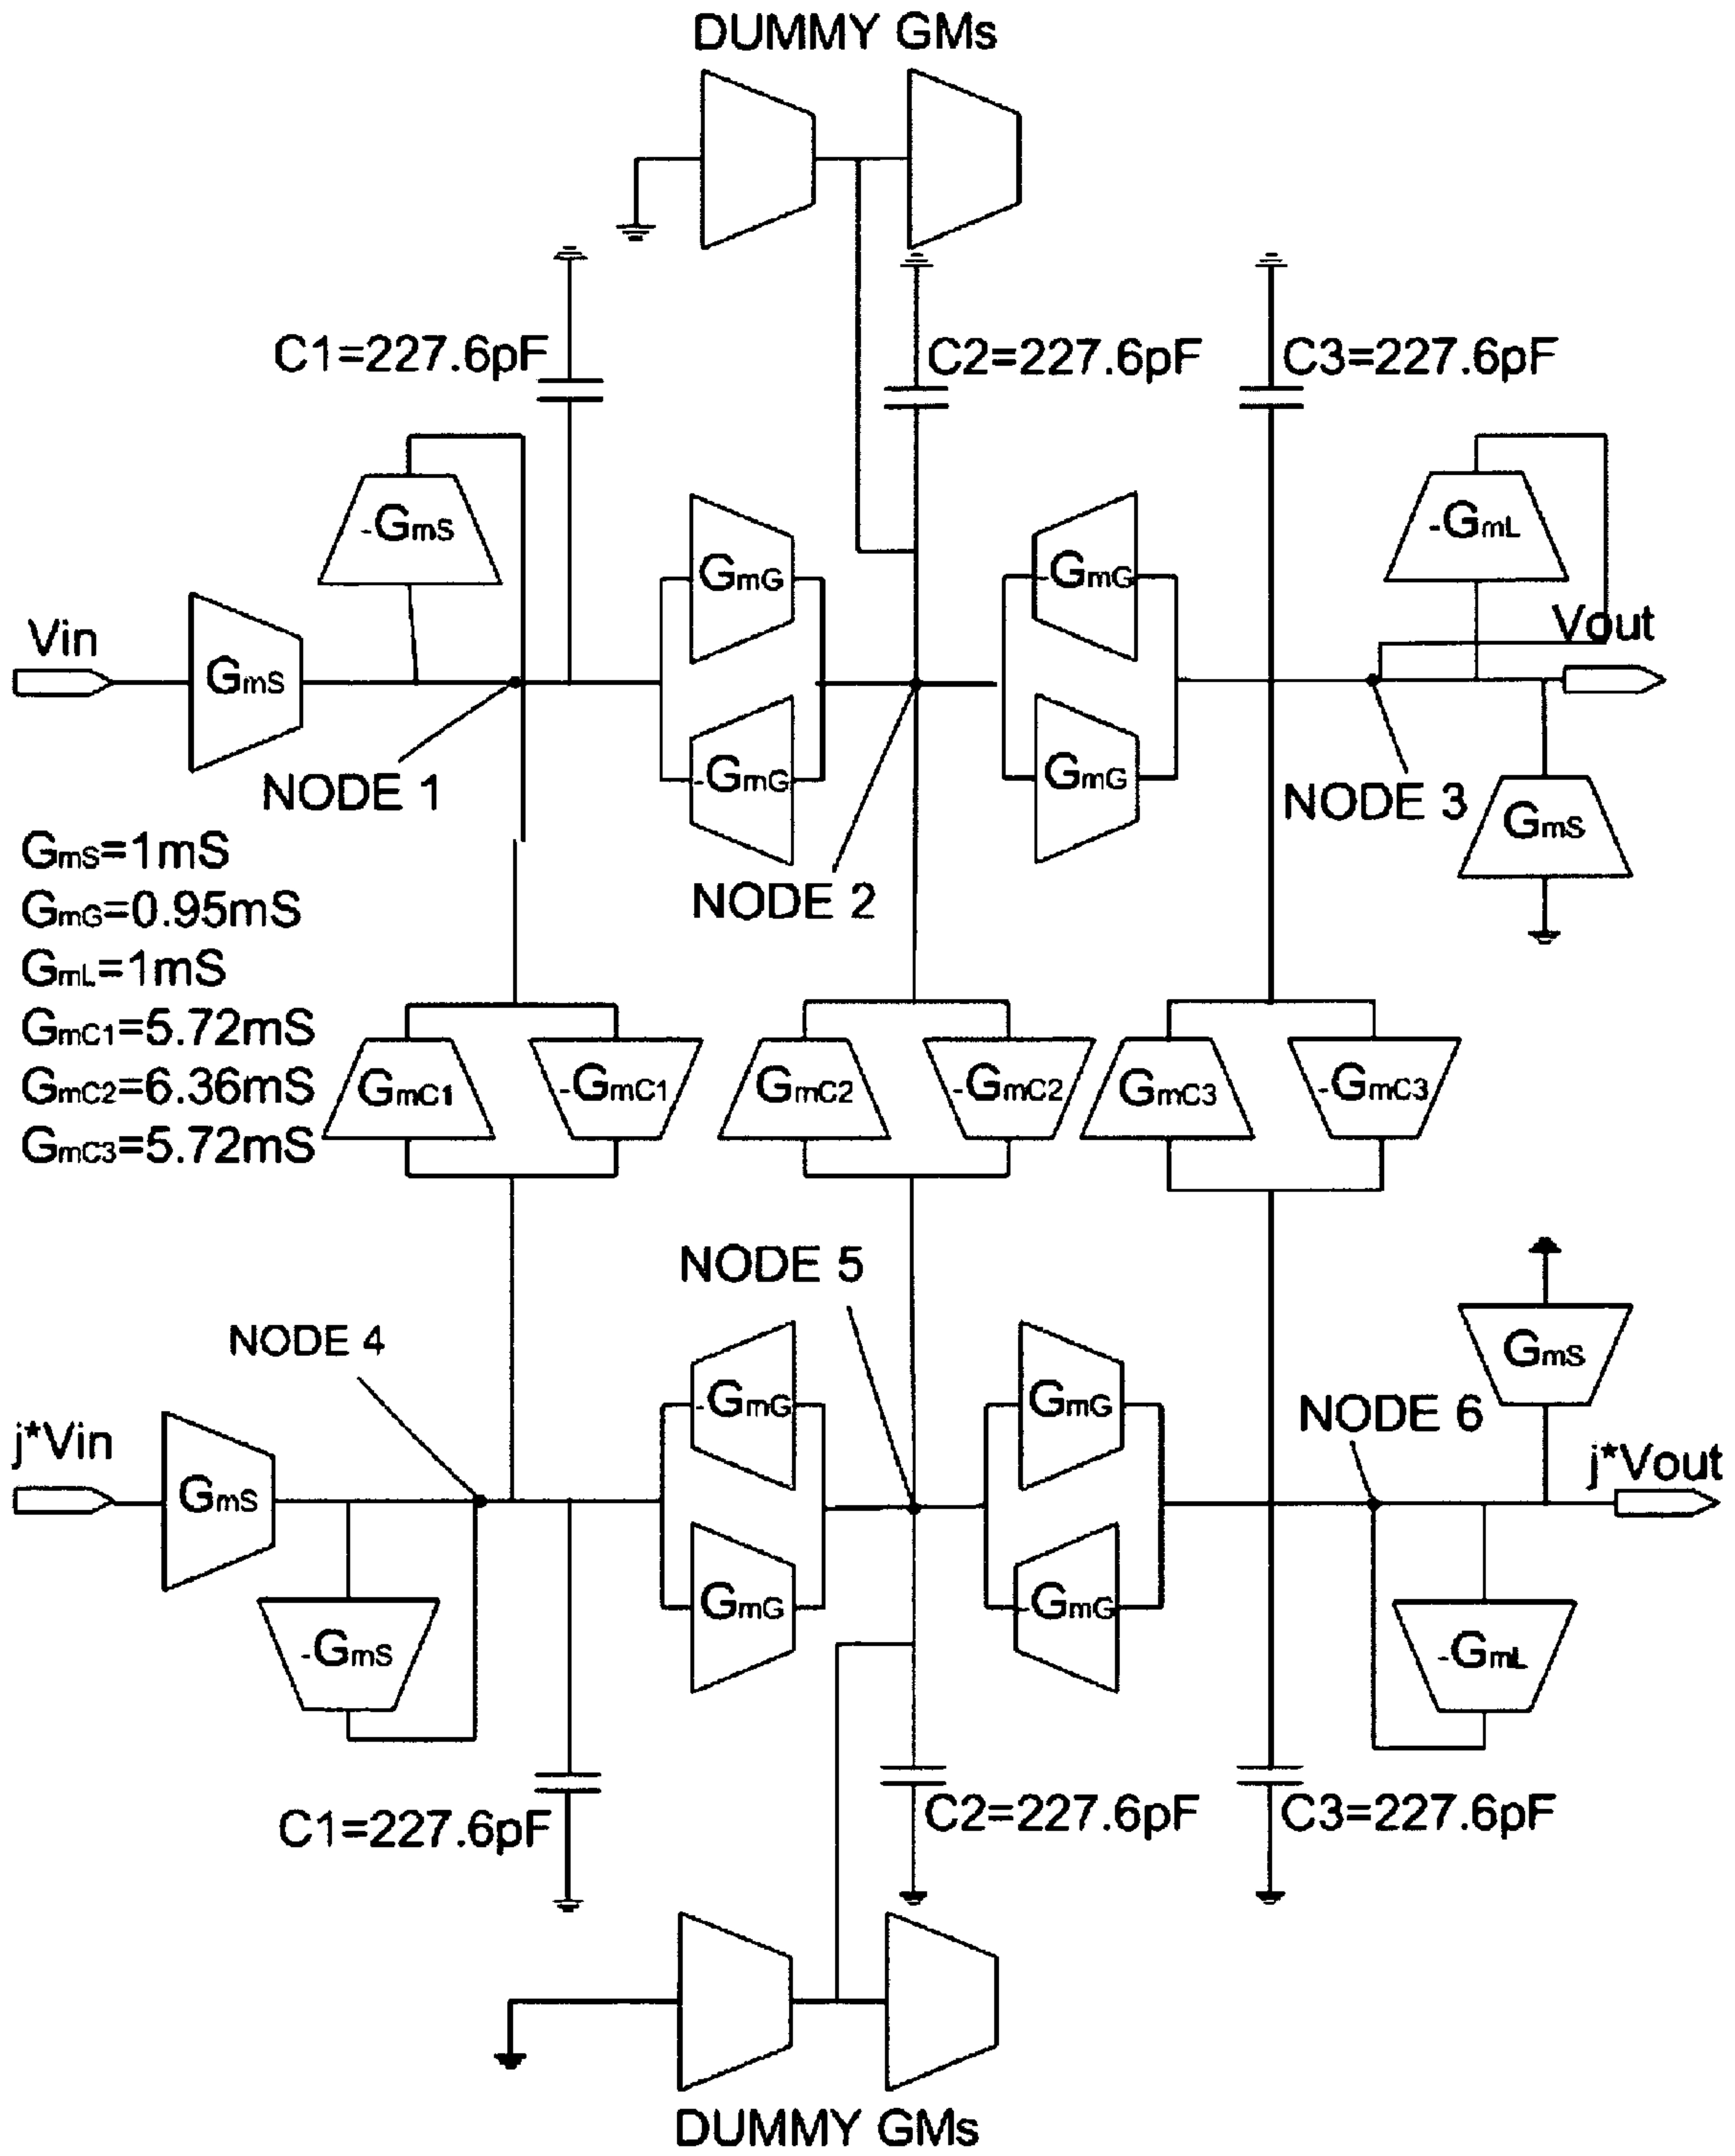 DUMMY GMs
C1=227.6pF
C2=227.6pF
C3=227.6pF
-GmS
GmG
-GmG
-GmL
Vin
GmS
Vout
-GmG
GmG
GmS
NODE 1
NODE 2
NODE 3
GmS=1mS
GmG=0.95mS
GmL=1mS
GmC1=5.72mS
GmC2=6.36mS
GmC3=5.72mS
GmC1
-GmC1
GmC2
-GmC2
GmC3
-GmC3
NODE 5
NODE 4
GmS
-GmG
GmG
NODE 6
j*Vin
GmS
j*Vout
GmG
-GmG
-GmS
-GmL
C1=227.6pF
C2=227.6pF
C3=227.6pF
DUMMY GMs